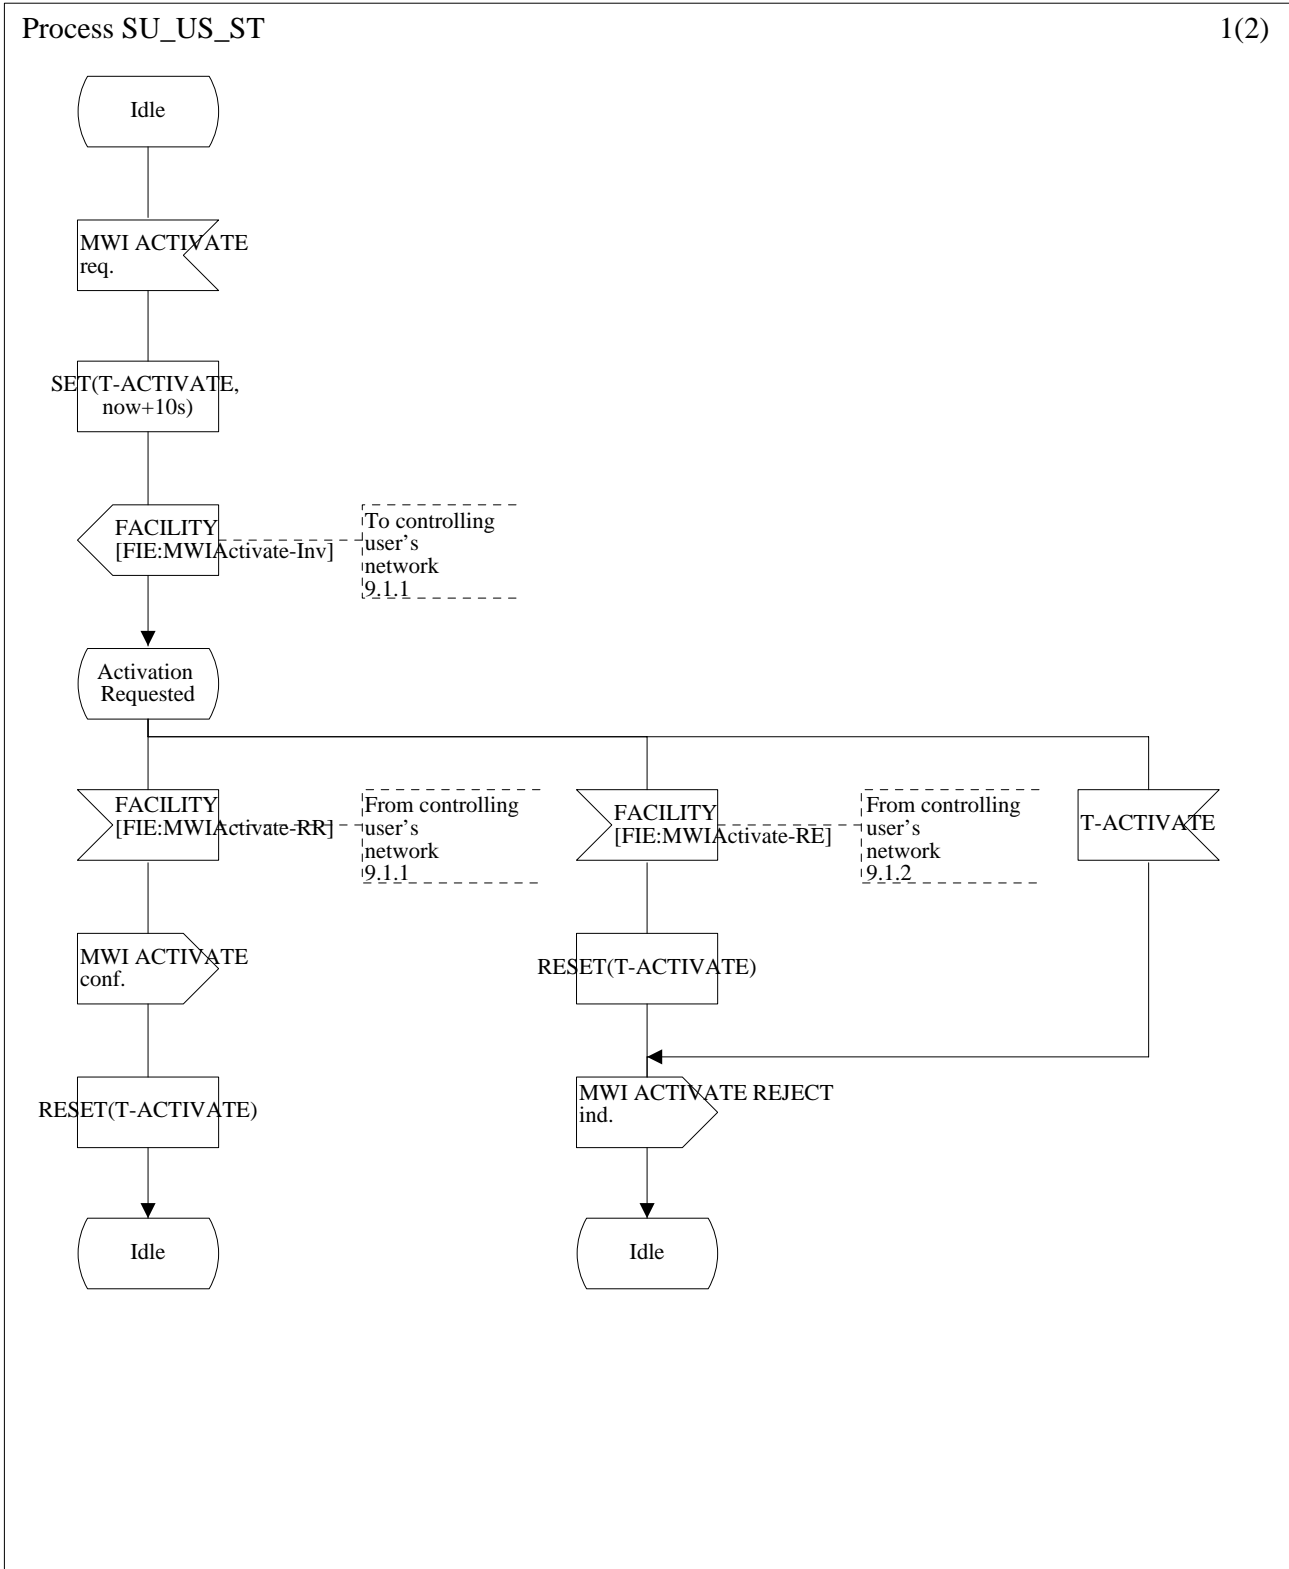 Process SU_US_ST
1(2)
Idle
MWI ACTIVATE
req.
SET(T-ACTIVATE,
now+10s)
FACILITY
[FIE:MWIActivate-Inv]
To controlling
user's
network
9.1.1
Activation
Requested
FACILITY
[FIE:MWIActivate-RR]
From controlling
user's
network
9.1.1
FACILITY
[FIE:MWIActivate-RE]
From controlling
user's
network
9.1.2
T-ACTIVATE
MWI ACTIVATE
conf.
RESET(T-ACTIVATE)
RESET(T-ACTIVATE)
MWI ACTIVATE REJECT
ind.
Idle
Idle